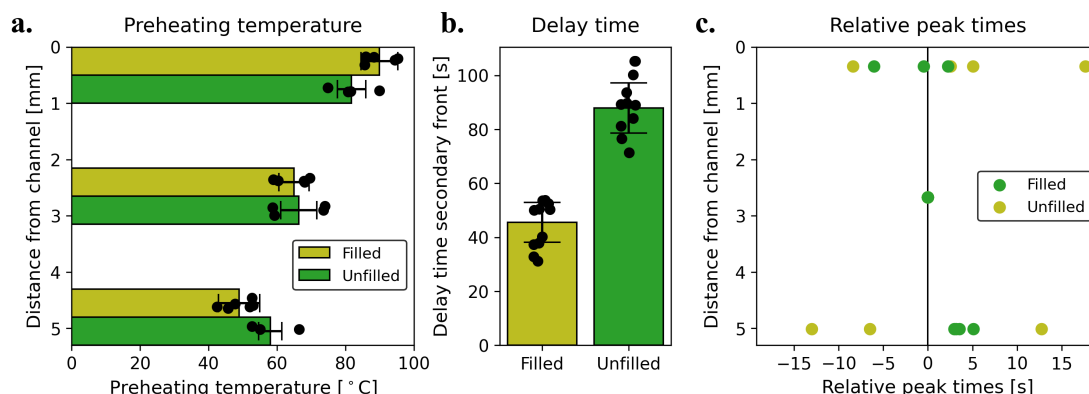 a.
Preheating temperature
0
1
2
3
4
5
Distance from channel [mm]
Filled
Unfilled
0
20
40
60
80
100
Preheating temperature [°C]
b.
Delay time
100
80
60
40
20
0
Delay time secondary front [s]
Filled
Unfilled
c.
Relative peak times
0
1
2
3
4
5
Distance from channel [mm]
Filled
Unfilled
−15
−10
−5
0
5
10
15
Relative peak times [s]